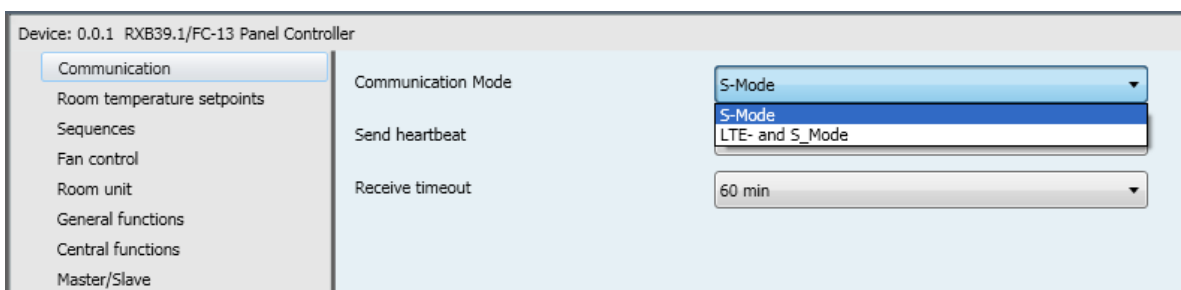 Device: 0.0.1 RXB39.1/FC-13 Panel Controller
Communication
Room temperature setpoints
Sequences
Fan control
Room unit
General functions
Central functions
Master/Slave
Communication Mode
S-Mode
S-Mode
LTE- and S_Mode
Send heartbeat
Receive timeout
60 min